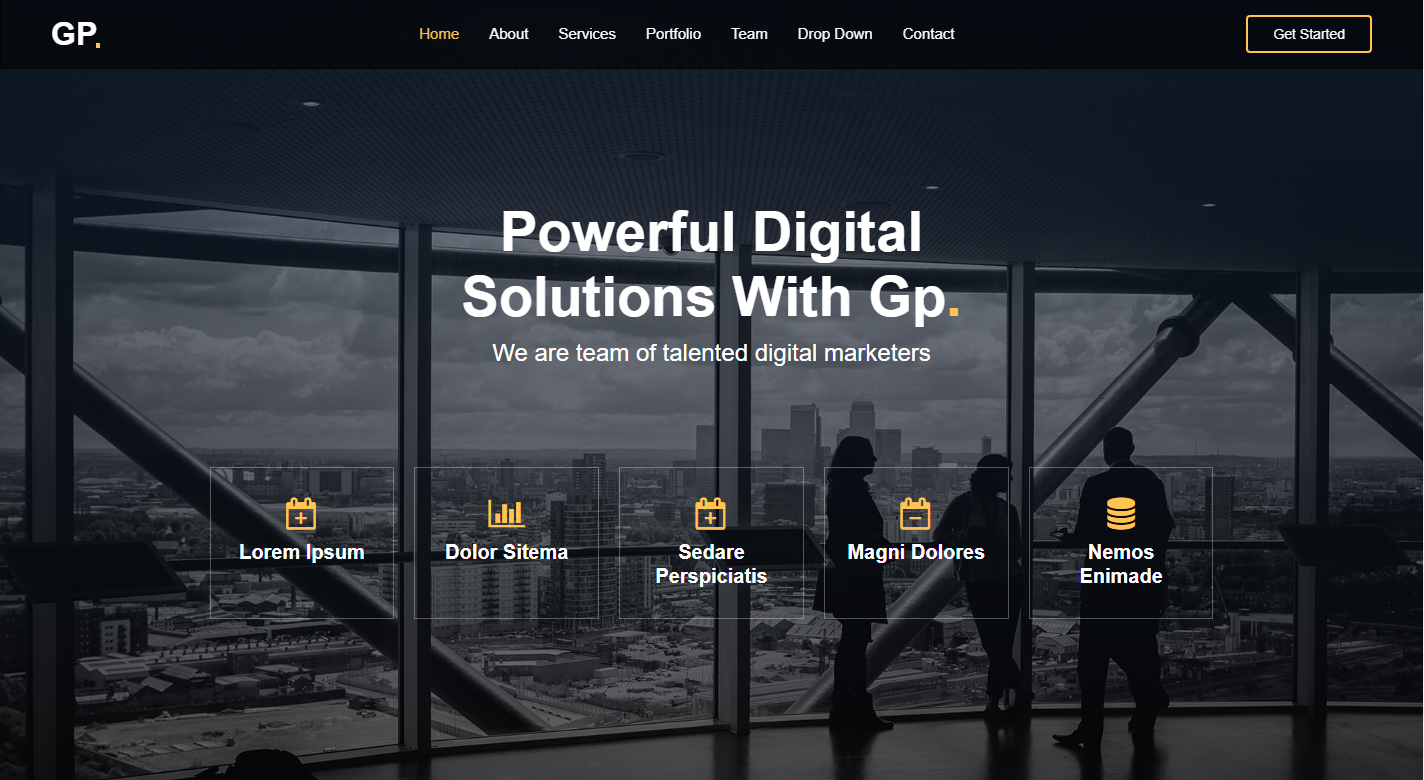 GP.
Home About Services Portfolio Team Drop Down Contact
Get Started
Powerful Digital
Solutions With Gp.
We are team of talented digital marketers
Lorem Ipsum
Dolor Sitema
Sedare
Perspiciatis
Magni Dolores
Nemos
Enimade